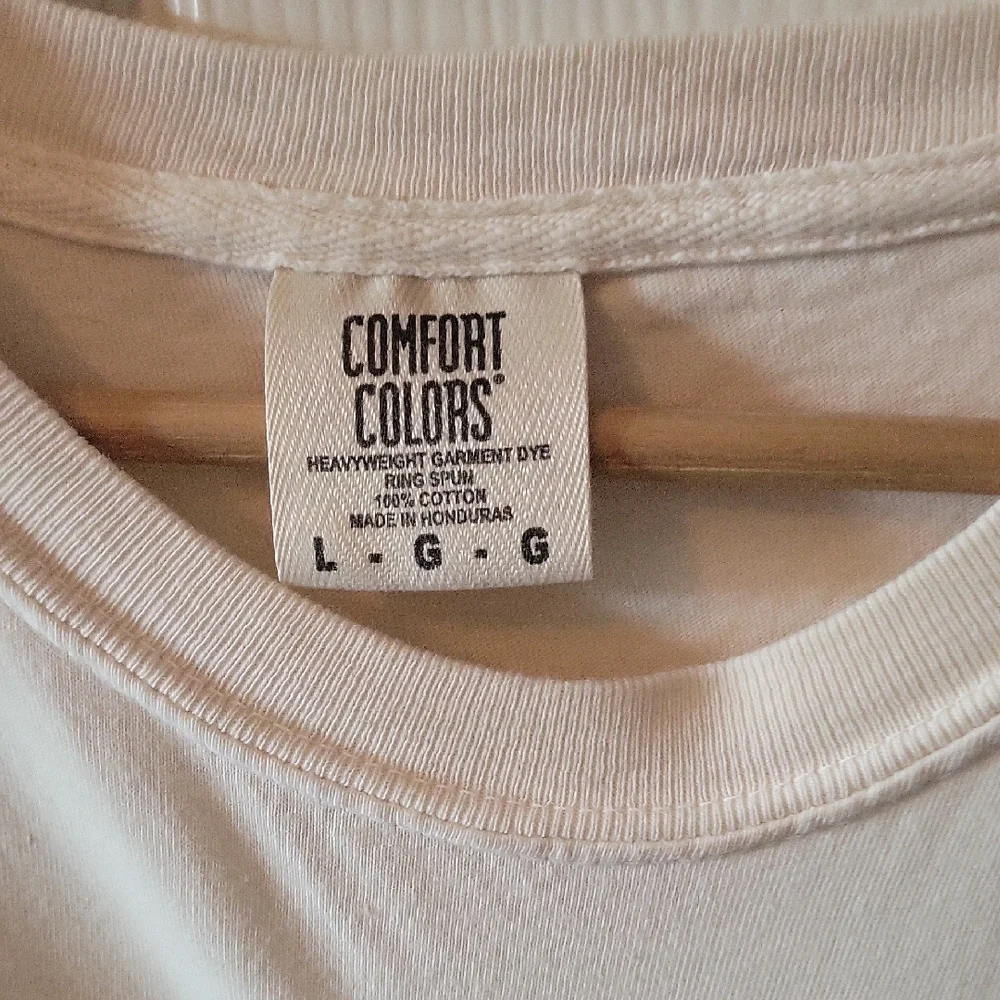 COMFORT
COLORS®
HEAVYWEIGHT GARMENT DYE
RING SPUN
100% COTTON
MADE IN HONDURAS
L - G - G